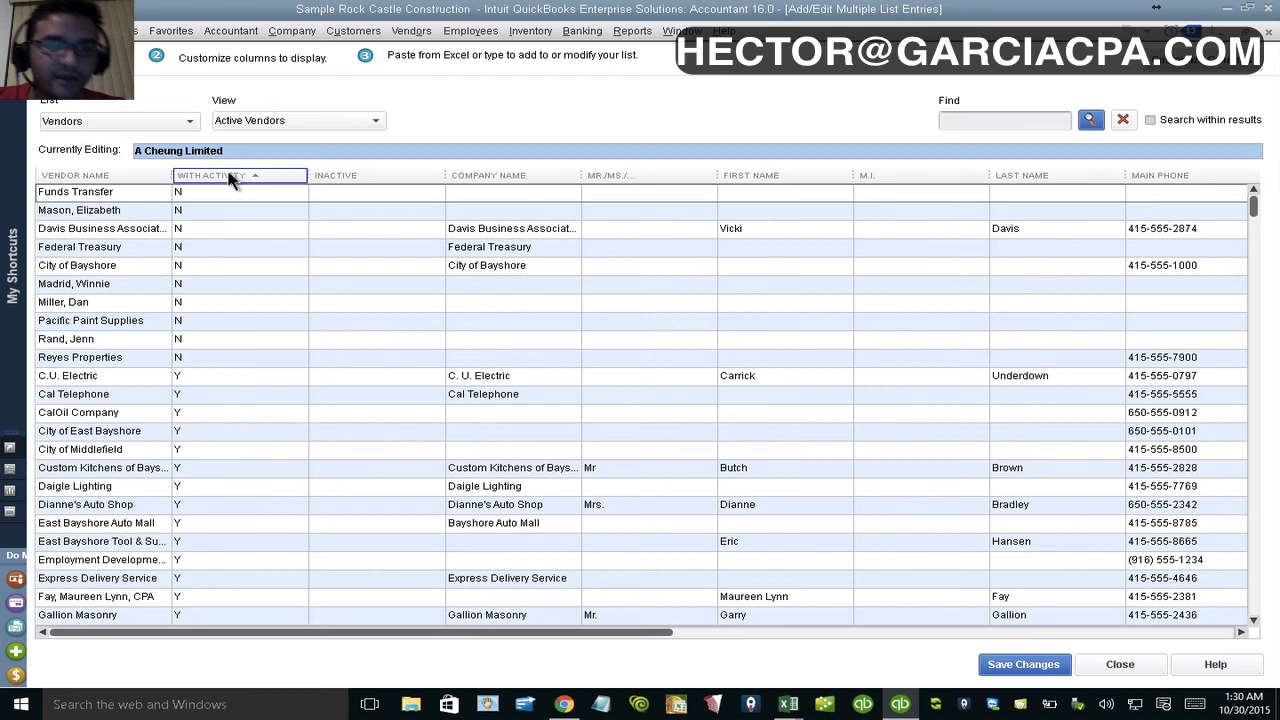 Sample Rock Castle Construction - Intuit QuickBooks Enterprise Solutions: Accountant 16.0 - [Add/Edit Multiple List Entries]
Favorites Accountant Company Customers Vendors Employees Inventory Banking Reports Window Help
HECTOR@GARCIACPA.COM
2 Customize columns to display. 3 Paste from Excel or type to add or modify your list.
List View Find
Vendors Active Vendors Search within results
Currently Editing: A Cheung Limited
VENDOR NAME WITH ACTIVITY INACTIVE COMPANY NAME MR./MS./... FIRST NAME M.I. LAST NAME MAIN PHONE
Funds Transfer N
Mason, Elizabeth N
Davis Business Associat... N Davis Business Associat... Vicki Davis 415-555-2874
Federal Treasury N Federal Treasury
City of Bayshore N City of Bayshore 415-555-1000
Madrid, Winnie N
Miller, Dan N
Pacific Paint Supplies N
Rand, Jenn N
Reyes Properties N 415-555-7900
C.U. Electric Y C. U. Electric Carrick Underdown 415-555-0797
Cal Telephone Y Cal Telephone 415-555-5555
CalOil Company Y 650-555-0912
City of East Bayshore Y 650-555-0101
City of Middlefield Y 415-555-8500
Custom Kitchens of Bays... Y Custom Kitchens of Bays... Mr Butch Brown 415-555-2828
Daigle Lighting Y Daigle Lighting 415-555-7769
Dianne's Auto Shop Y Dianne's Auto Shop Mrs. Dianne Bradley 650-555-2342
East Bayshore Auto Mall Y Bayshore Auto Mall 415-555-8785
East Bayshore Tool & Su... Y Eric Hansen 415-555-8665
Employment Developme... Y (916) 555-1234
Express Delivery Service Y Express Delivery Service 415-555-4646
Fay, Maureen Lynn, CPA Y Maureen Lynn Fay 415-555-2381
Gallion Masonry Y Gallion Masonry Mr. Garry Gallion 415-555-2436
My Shortcuts
Do M
Save Changes Close Help
Search the web and Windows
1:30 AM
10/30/2015